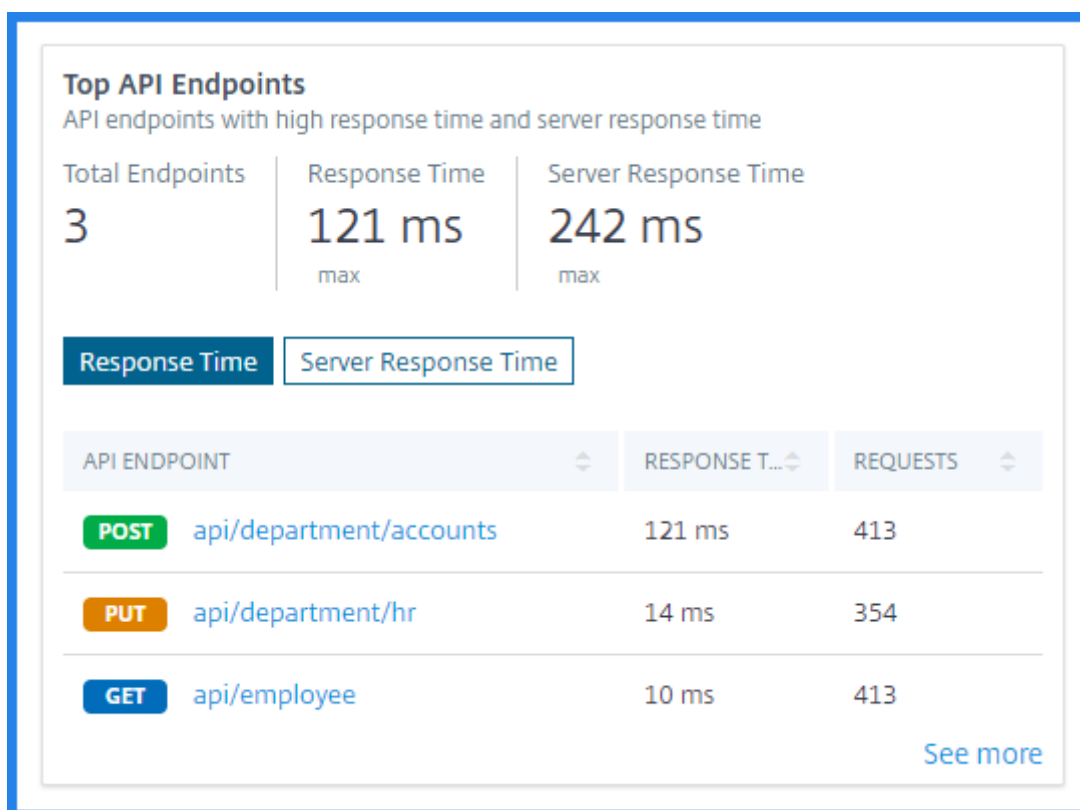 Top API Endpoints
API endpoints with high response time and server response time
Total Endpoints Response Time Server Response Time
3 121 ms 242 ms
max max
Response Time Server Response Time
API ENDPOINT RESPONSE T... REQUESTS
POST api/department/accounts 121 ms 413
PUT api/department/hr 14 ms 354
GET api/employee 10 ms 413
See more